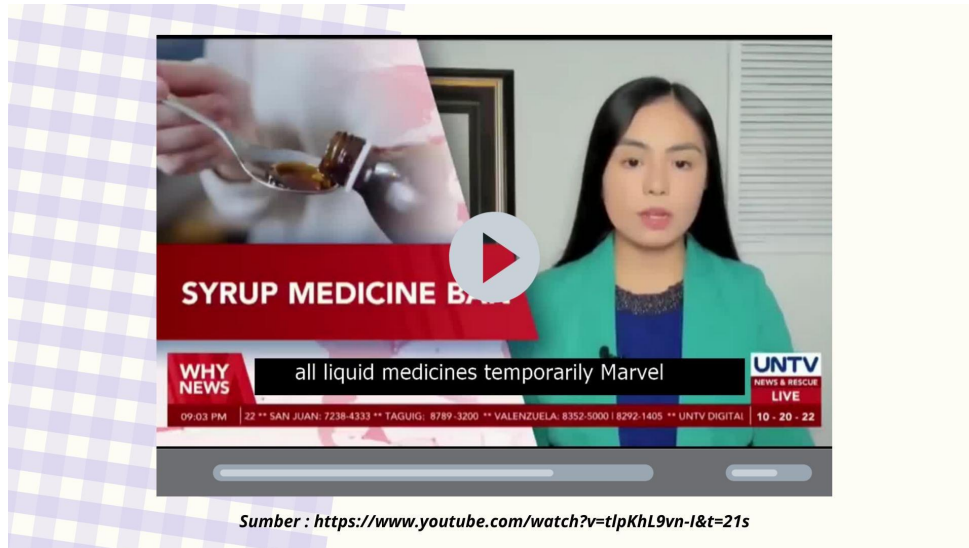 SYRUP MEDICINE
WHY
NEWS
all liquid medicines temporarily Marvel
UNTV
NEWS & RESCUE
LIVE
09:03 PM
22 ** SAN JUAN: 7238-4333 ** TAGUIG: 8789-3200 ** VALENZUELA: 8352-5000 I 8292-1405 ** UNTV DIGITAL
10 - 20 - 22
Sumber : https://www.youtube.com/watch?v=tlpKhL9vn-I&t=21s